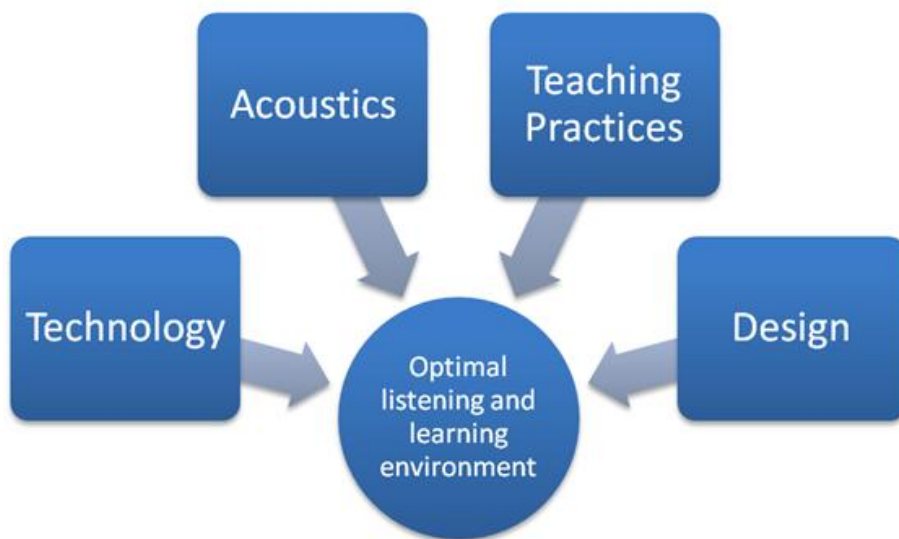 Acoustics
Teaching
Practices
Technology
Design
Optimal
listening and
learning
environment